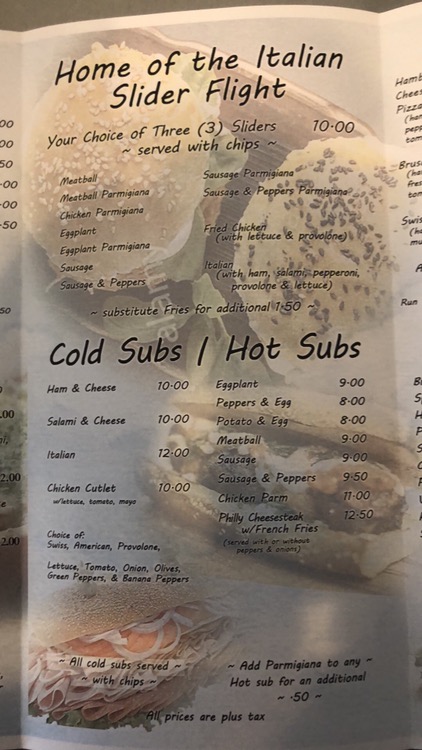 Home of the Italian
Slider Flight
Your Choice of Three (3) Sliders 10.00
~ served with chips ~
Meatball
Meatball Parmigiana
Chicken Parmigiana
Eggplant
Eggplant Parmigiana
Sausage
Sausage & Peppers
Sausage Parmigiana
Sausage & Peppers Parmigiana
Fried Chicken
(with lettuce & provolone)
Italian
(with, ham, salami, pepperoni,
provolone & lettuce)
~ substitute Fries for additional 1.50 ~
Cold Subs / Hot Subs
Ham & Cheese 10.00
Salami & Cheese 10.00
Italian 12.00
Chicken Cutlet 10.00
w/lettuce, tomato, mayo
Choice of:
Swiss, American, Provolone,
Lettuce, Tomato, Onion, Olives,
Green Peppers, & Banana Peppers
Eggplant 9.00
Peppers & Egg 8.00
Potato & Egg 8.00
Meatball 9.00
Sausage 9.00
Sausage & Peppers 9.50
Chicken Parm 11.00
Philly Cheesesteak 12.50
w/French Fries
(served with or without
peppers & onions)
~ All cold subs served ~
~ with chips ~
~ Add Parmigiana to any ~
Hot sub for an additional
~ .50 ~
All prices are plus tax